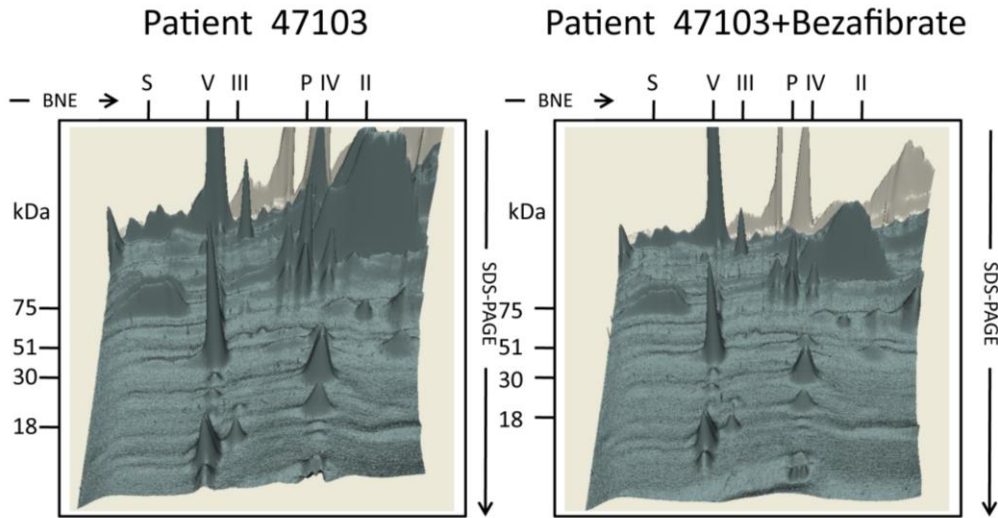 Patient 47103
S V III P IV II
BNE
kDa
75
51
30
18
SDS-PAGE
Patient 47103+Bezafibrate
S V III P IV II
BNE
kDa
75
51
30
18
SDS-PAGE